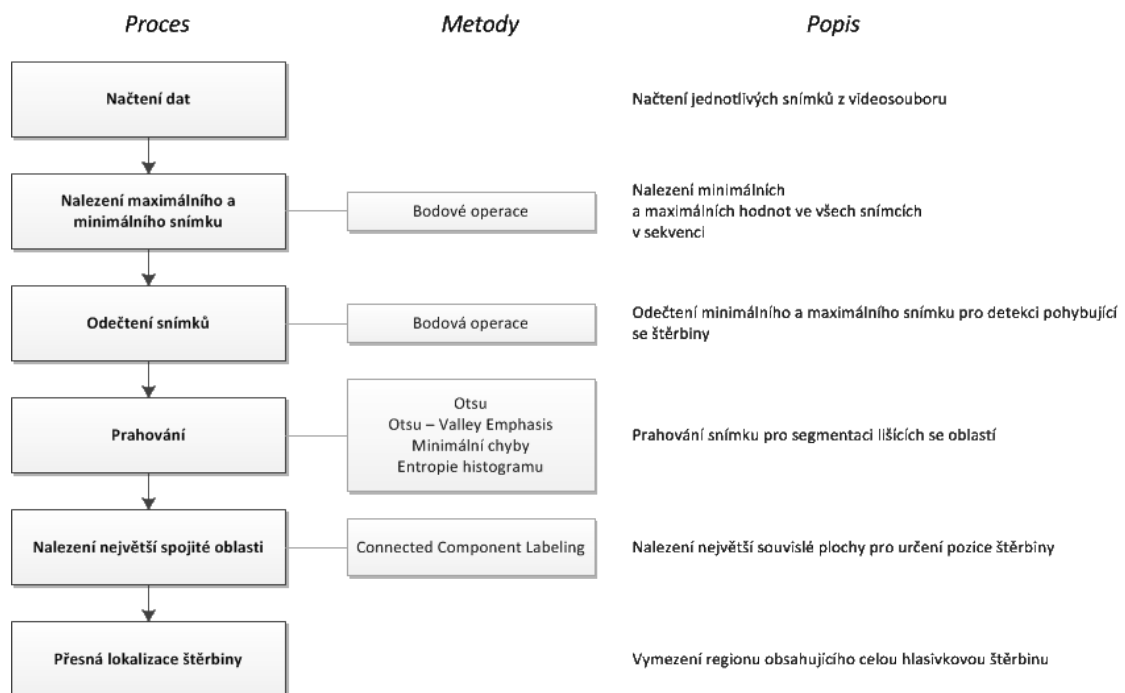 Proces
Metody
Popis
Načtení dat
Načtení jednotlivých snímků z videosouboru
Nalezení maximálního a
minimálního snímku
Bodové operace
Nalezení minimálních
a maximálních hodnot ve všech snímcích
v sekvenci
Odečtení snímků
Bodová operace
Odečtení minimálního a maximálního snímku pro detekci pohybující
se štěrbiny
Prahování
Otsu
Otsu – Valley Emphasis
Minimální chyby
Entropie histogramu
Prahování snímku pro segmentaci lišících se oblastí
Nalezení největší spojité oblasti
Connected Component Labeling
Nalezení největší souvislé plochy pro určení pozice štěrbiny
Přesná lokalizace štěrbiny
Vymezení regionu obsahujícího celou hlasivkovou štěrbinu